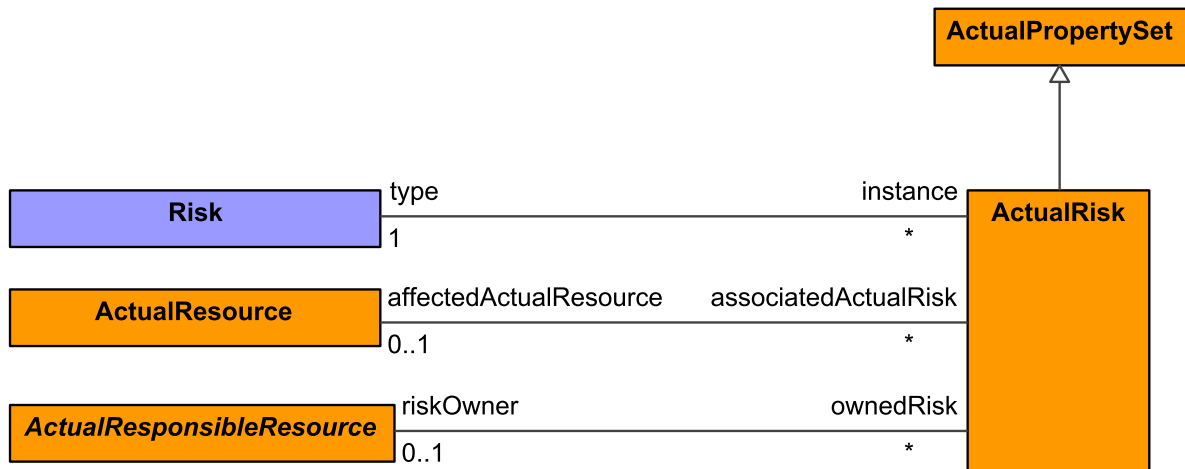 ActualPropertySet
type
instance
Risk
ActualRisk
1
*
affectedActualResource
associatedActualRisk
ActualResource
0..1
*
riskOwner
ownedRisk
ActualResponsibleResource
0..1
*